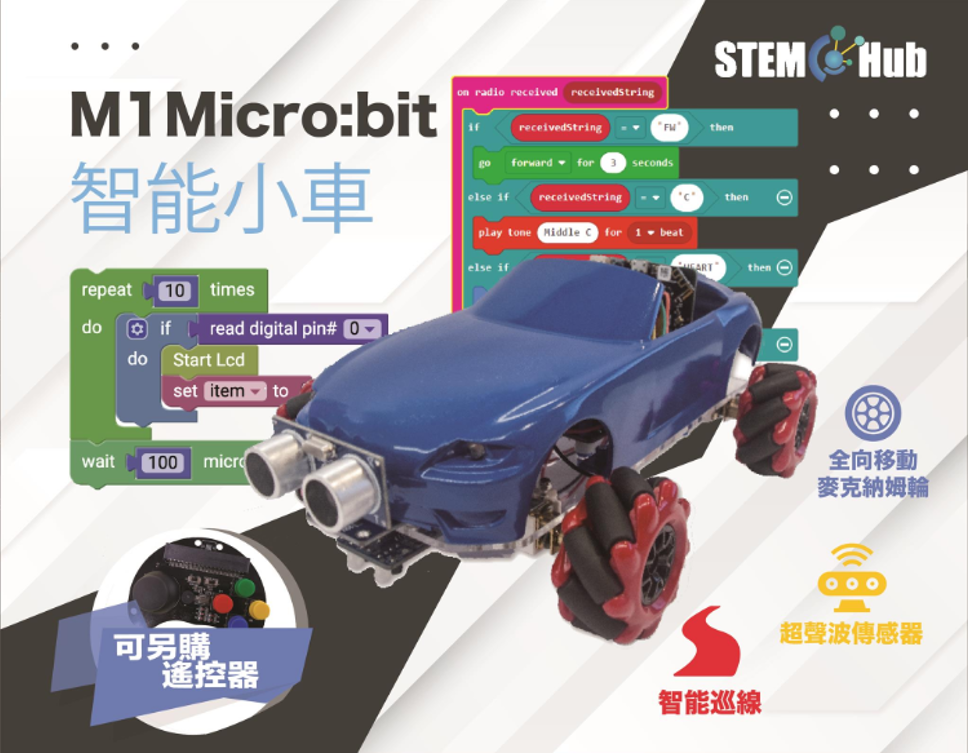 STEM Hub
M1 Micro:bit
智能小車
on radio received receivedString
if receivedString = "FW" then
go forward for 3 seconds
else if receivedString = "C" then
play tone Middle C for 1 beat
else if "HEART" then
repeat 10 times
do if read digital pin# 0
do Start Lcd
set item to
wait 100 micro
全向移動
麥克納姆輪
超聲波傳感器
智能巡線
可另購
遙控器